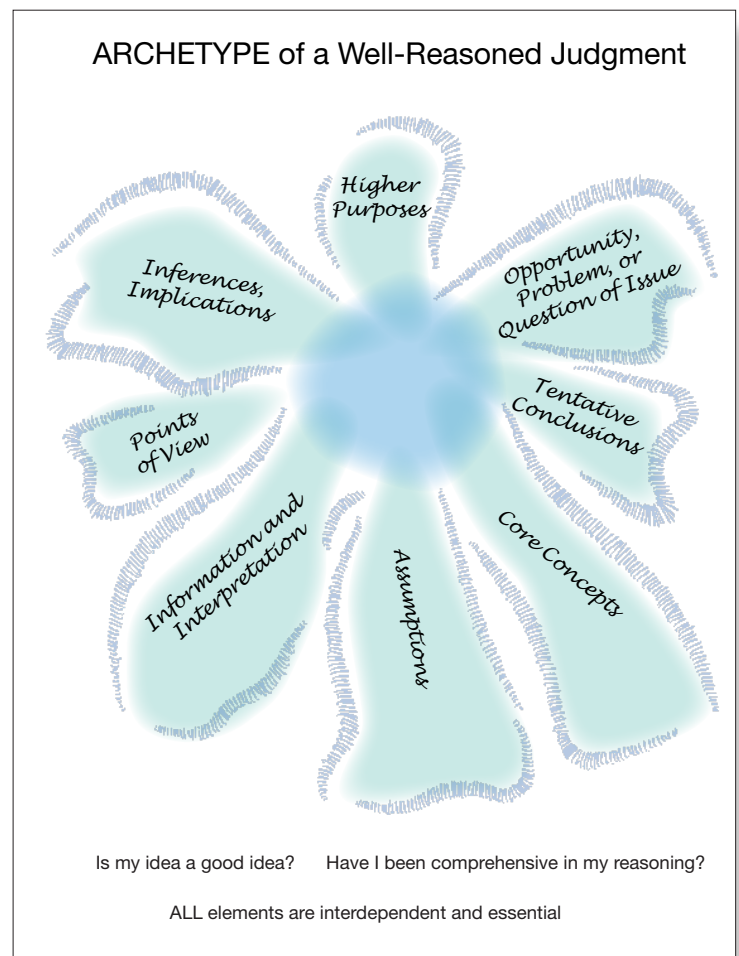 ARCHETYPE of a Well-Reasoned Judgment
Higher
Purposes
Opportunity,
Problem, or
Question of Issue
Inferences,
Implications
Tentative
Conclusions
Points
of View
Core Concepts
Information and
Interpretation
Assumptions
Is my idea a good idea? Have I been comprehensive in my reasoning?
ALL elements are interdependent and essential